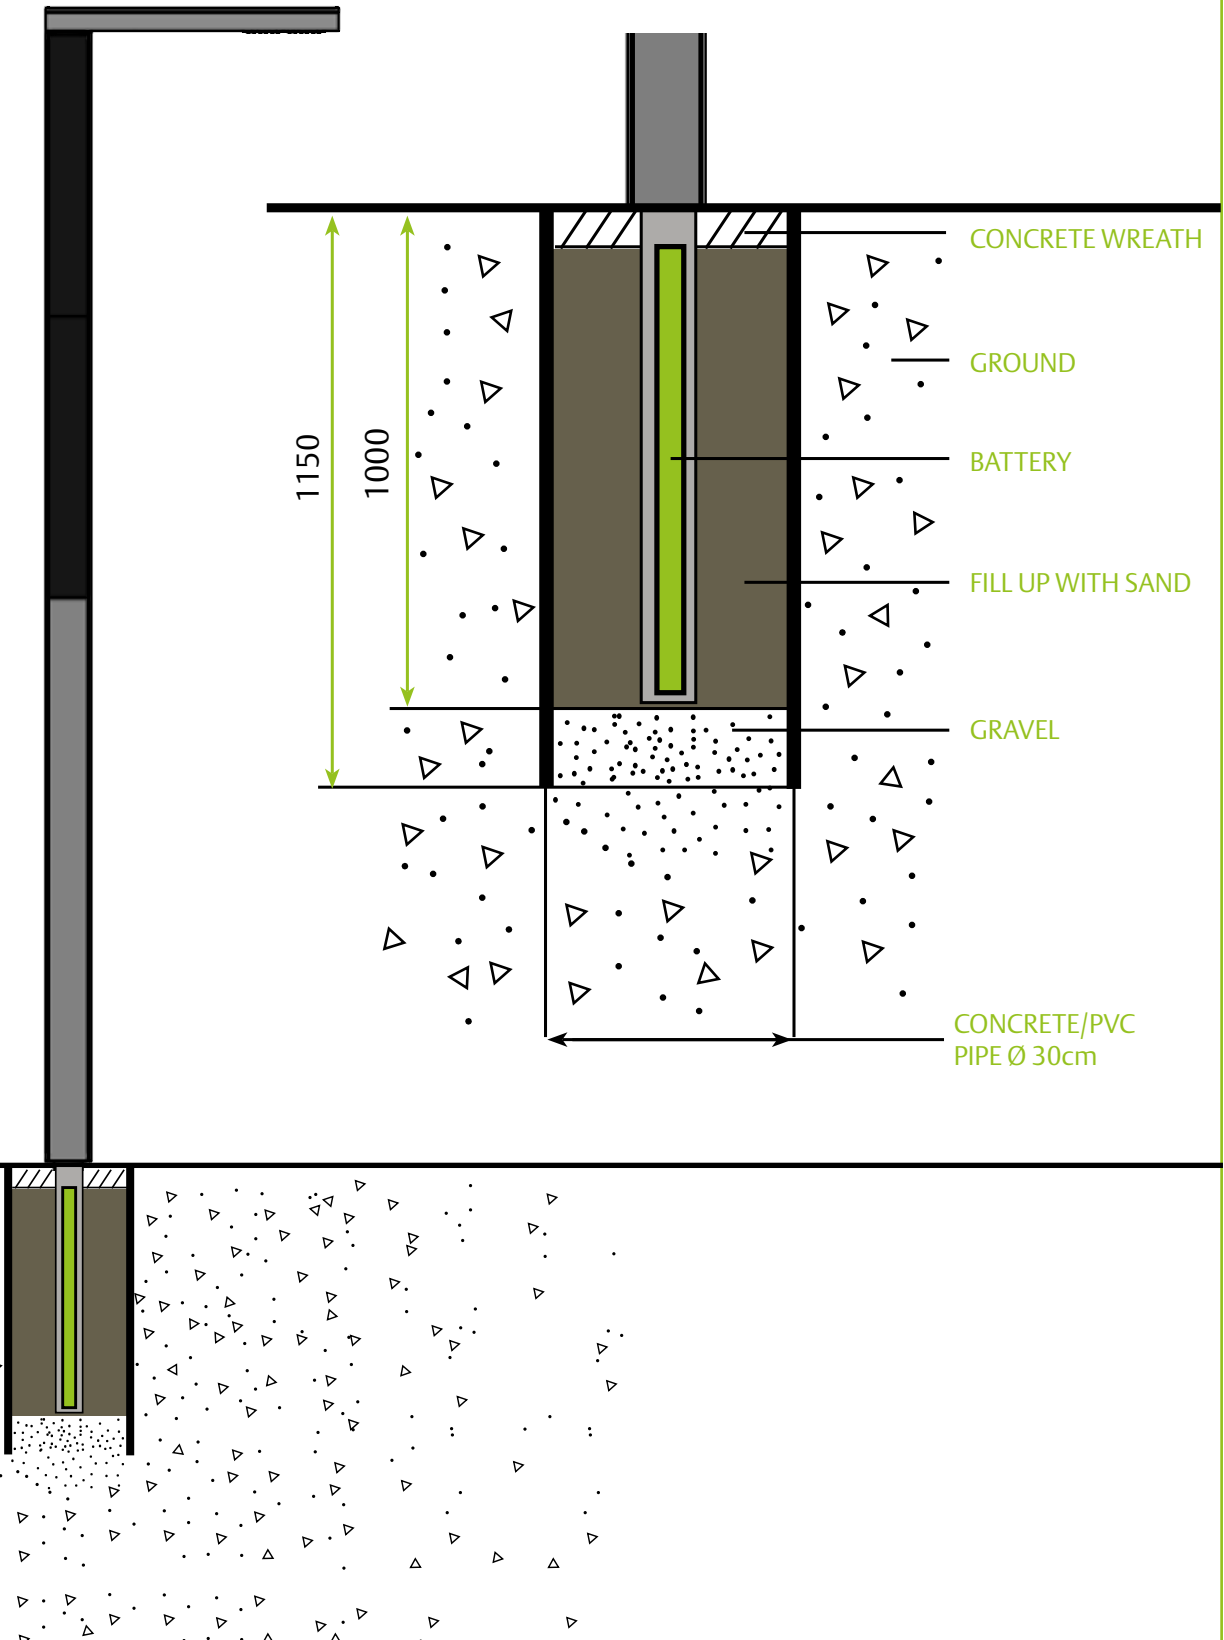 CONCRETE WREATH
GROUND
BATTERY
1150
1000
FILL UP WITH SAND
GRAVEL
CONCRETE/PVC
PIPE Ø 30cm